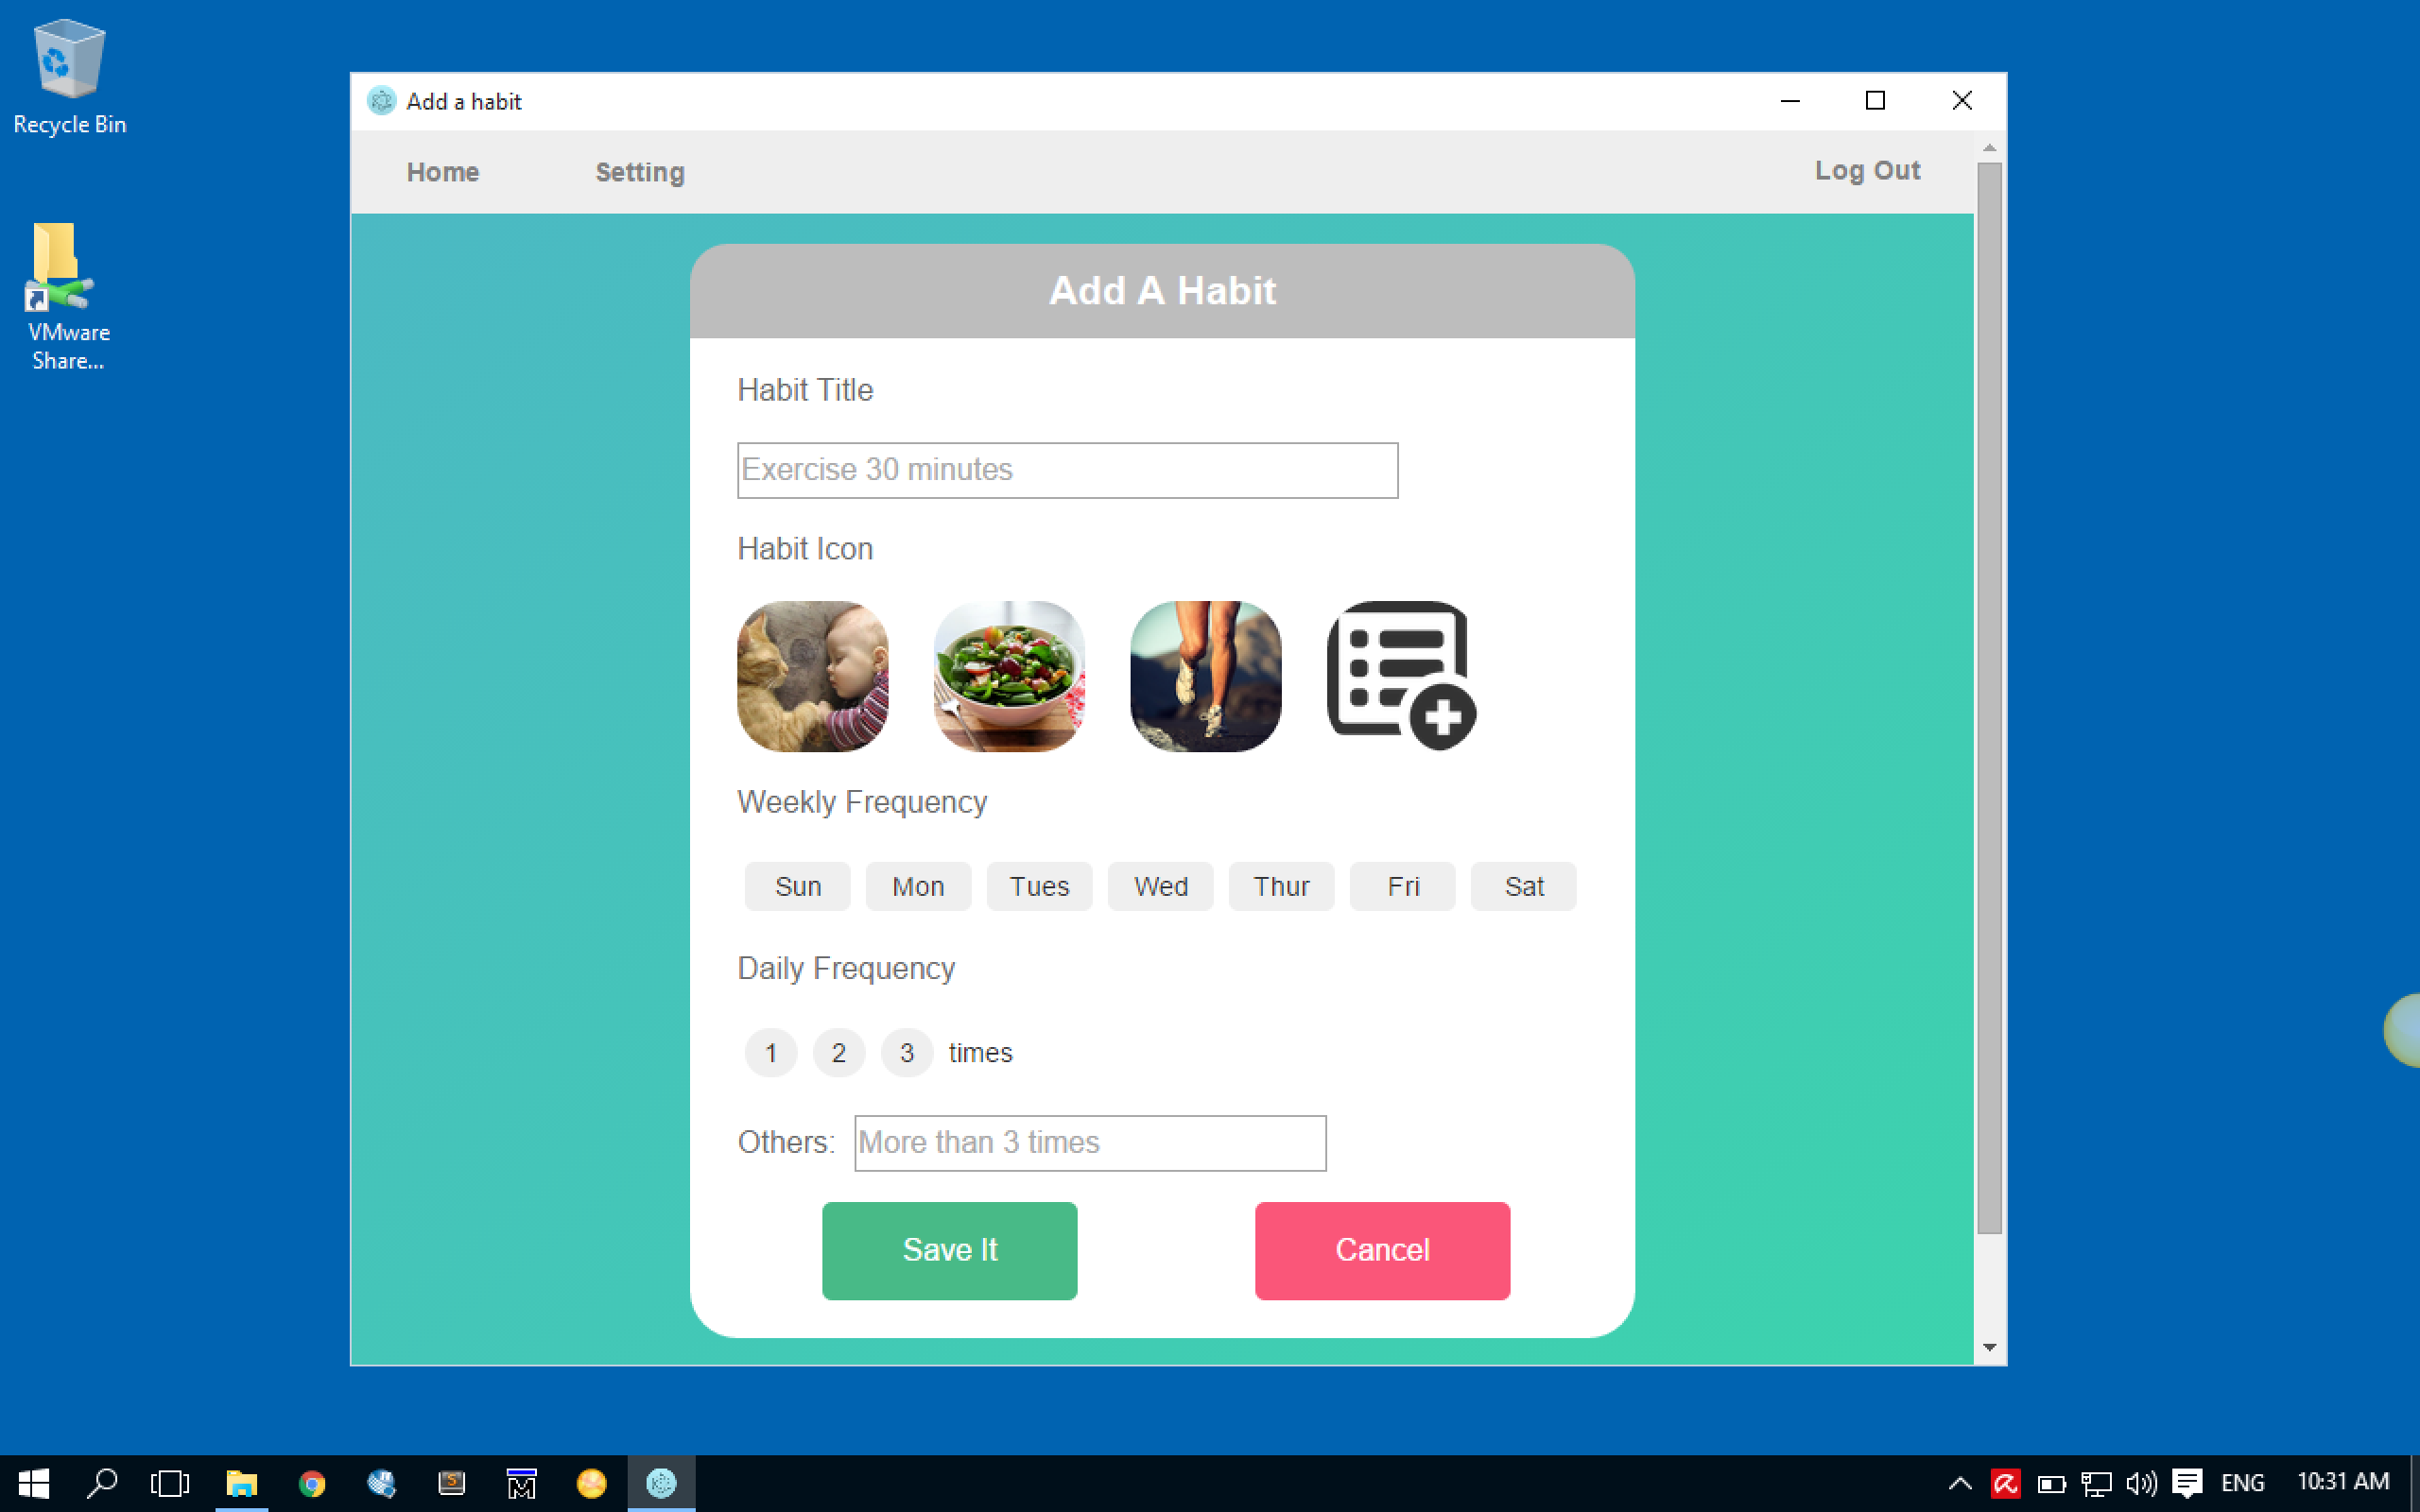 Recycle Bin
VMware
Share...
Add a habit
Home Setting Log Out
Add A Habit
Habit Title
Exercise 30 minutes
Habit Icon
Weekly Frequency
Sun Mon Tues Wed Thur Fri Sat
Daily Frequency
1 2 3 times
Others: More than 3 times
Save It Cancel
ENG 10:31 AM